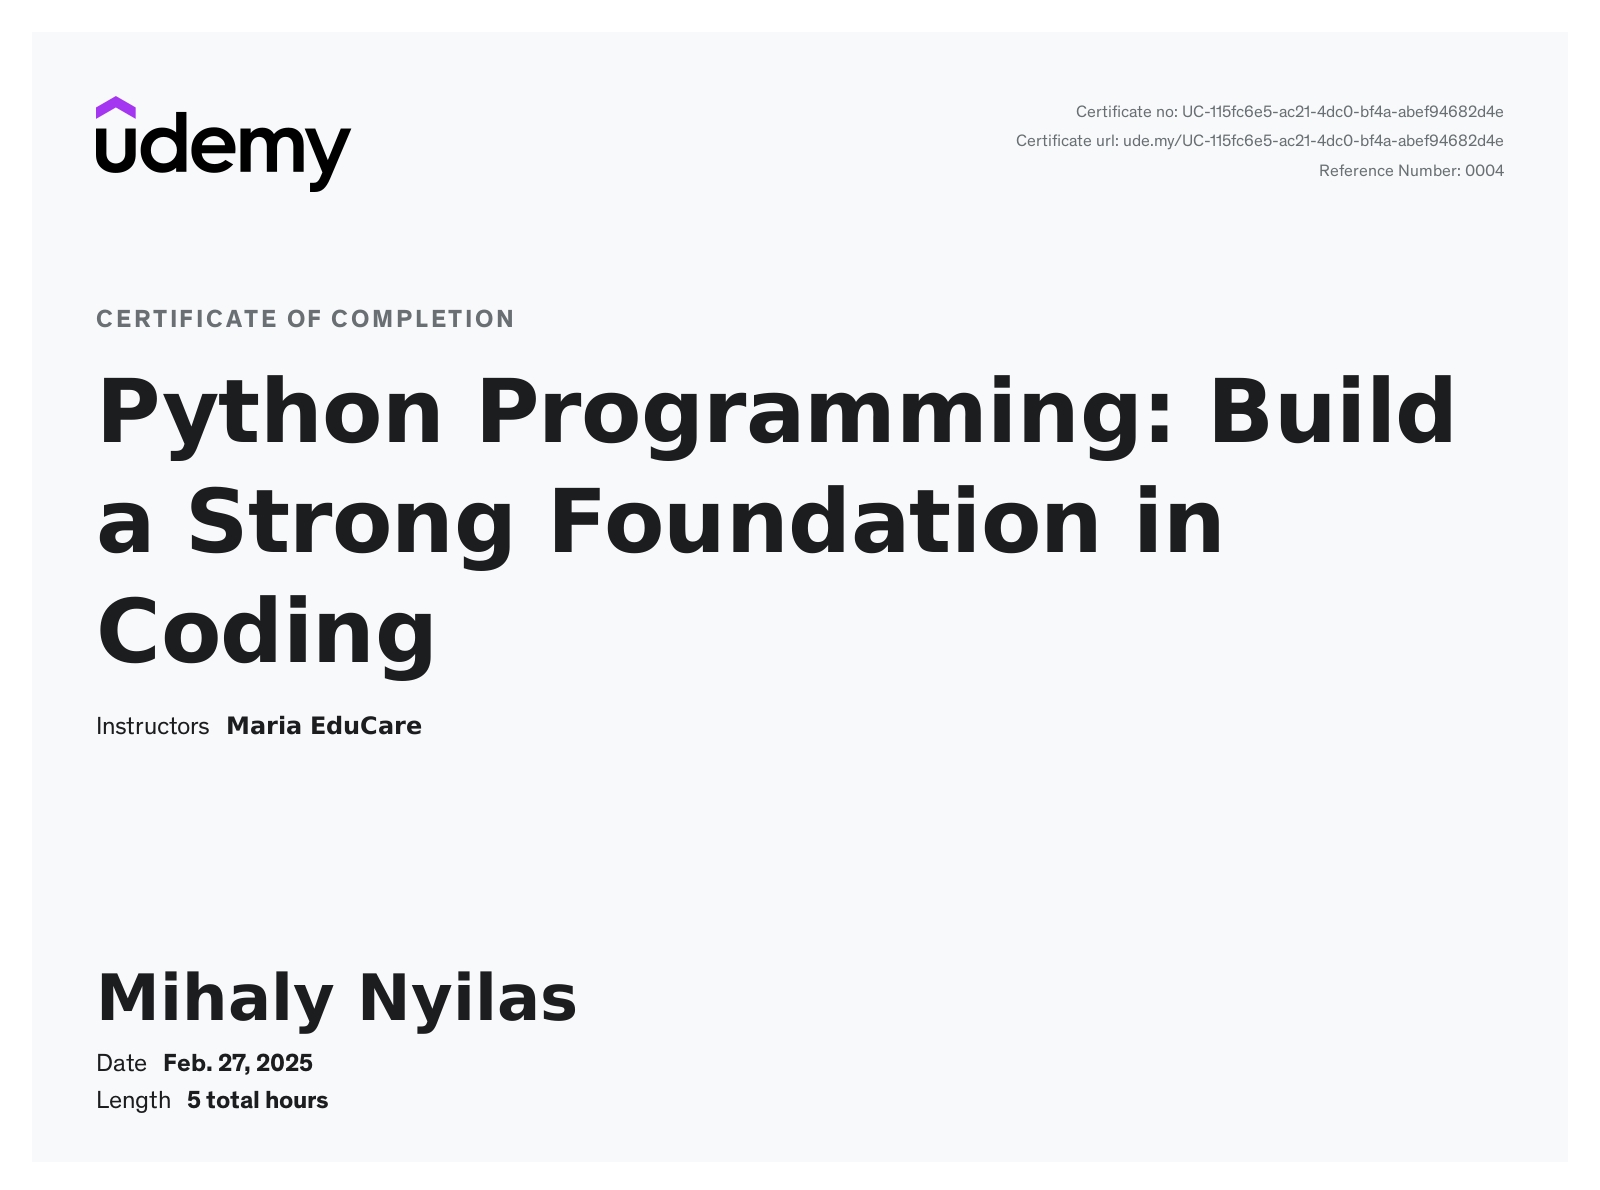 udemy
Certificate no: UC-115fc6e5-ac21-4dc0-bf4a-abef94682d4e
Certificate url: ude.my/UC-115fc6e5-ac21-4dc0-bf4a-abef94682d4e
Reference Number: 0004
CERTIFICATE OF COMPLETION
Python Programming: Build
a Strong Foundation in
Coding
Instructors Maria EduCare
Mihaly Nyilas
Date Feb. 27, 2025
Length 5 total hours